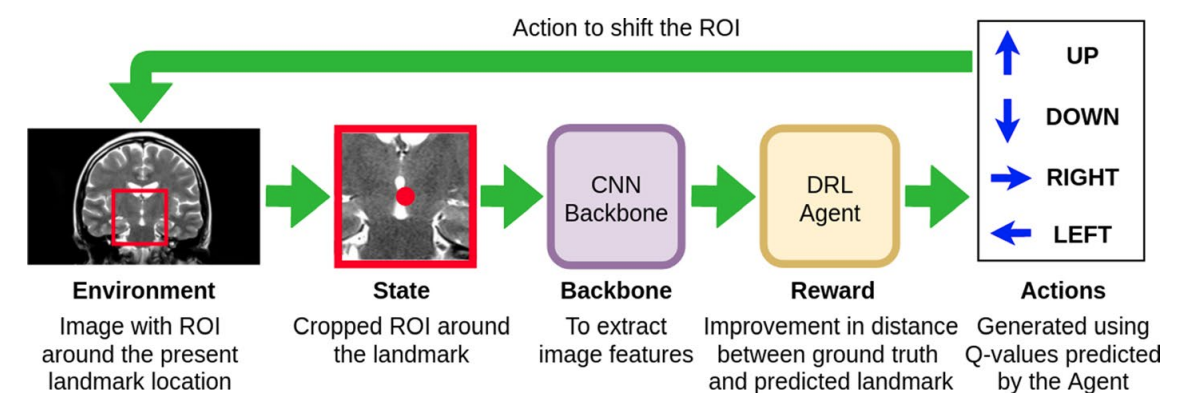 Action to shift the ROI
UP
DOWN
RIGHT
LEFT
CNN
Backbone
DRL
Agent
Environment
Image with ROI
around the present
landmark location
State
Cropped ROI around
the landmark
Backbone
To extract
image features
Reward
Improvement in distance
between ground truth
and predicted landmark
Actions
Generated using
Q-values predicted
by the Agent